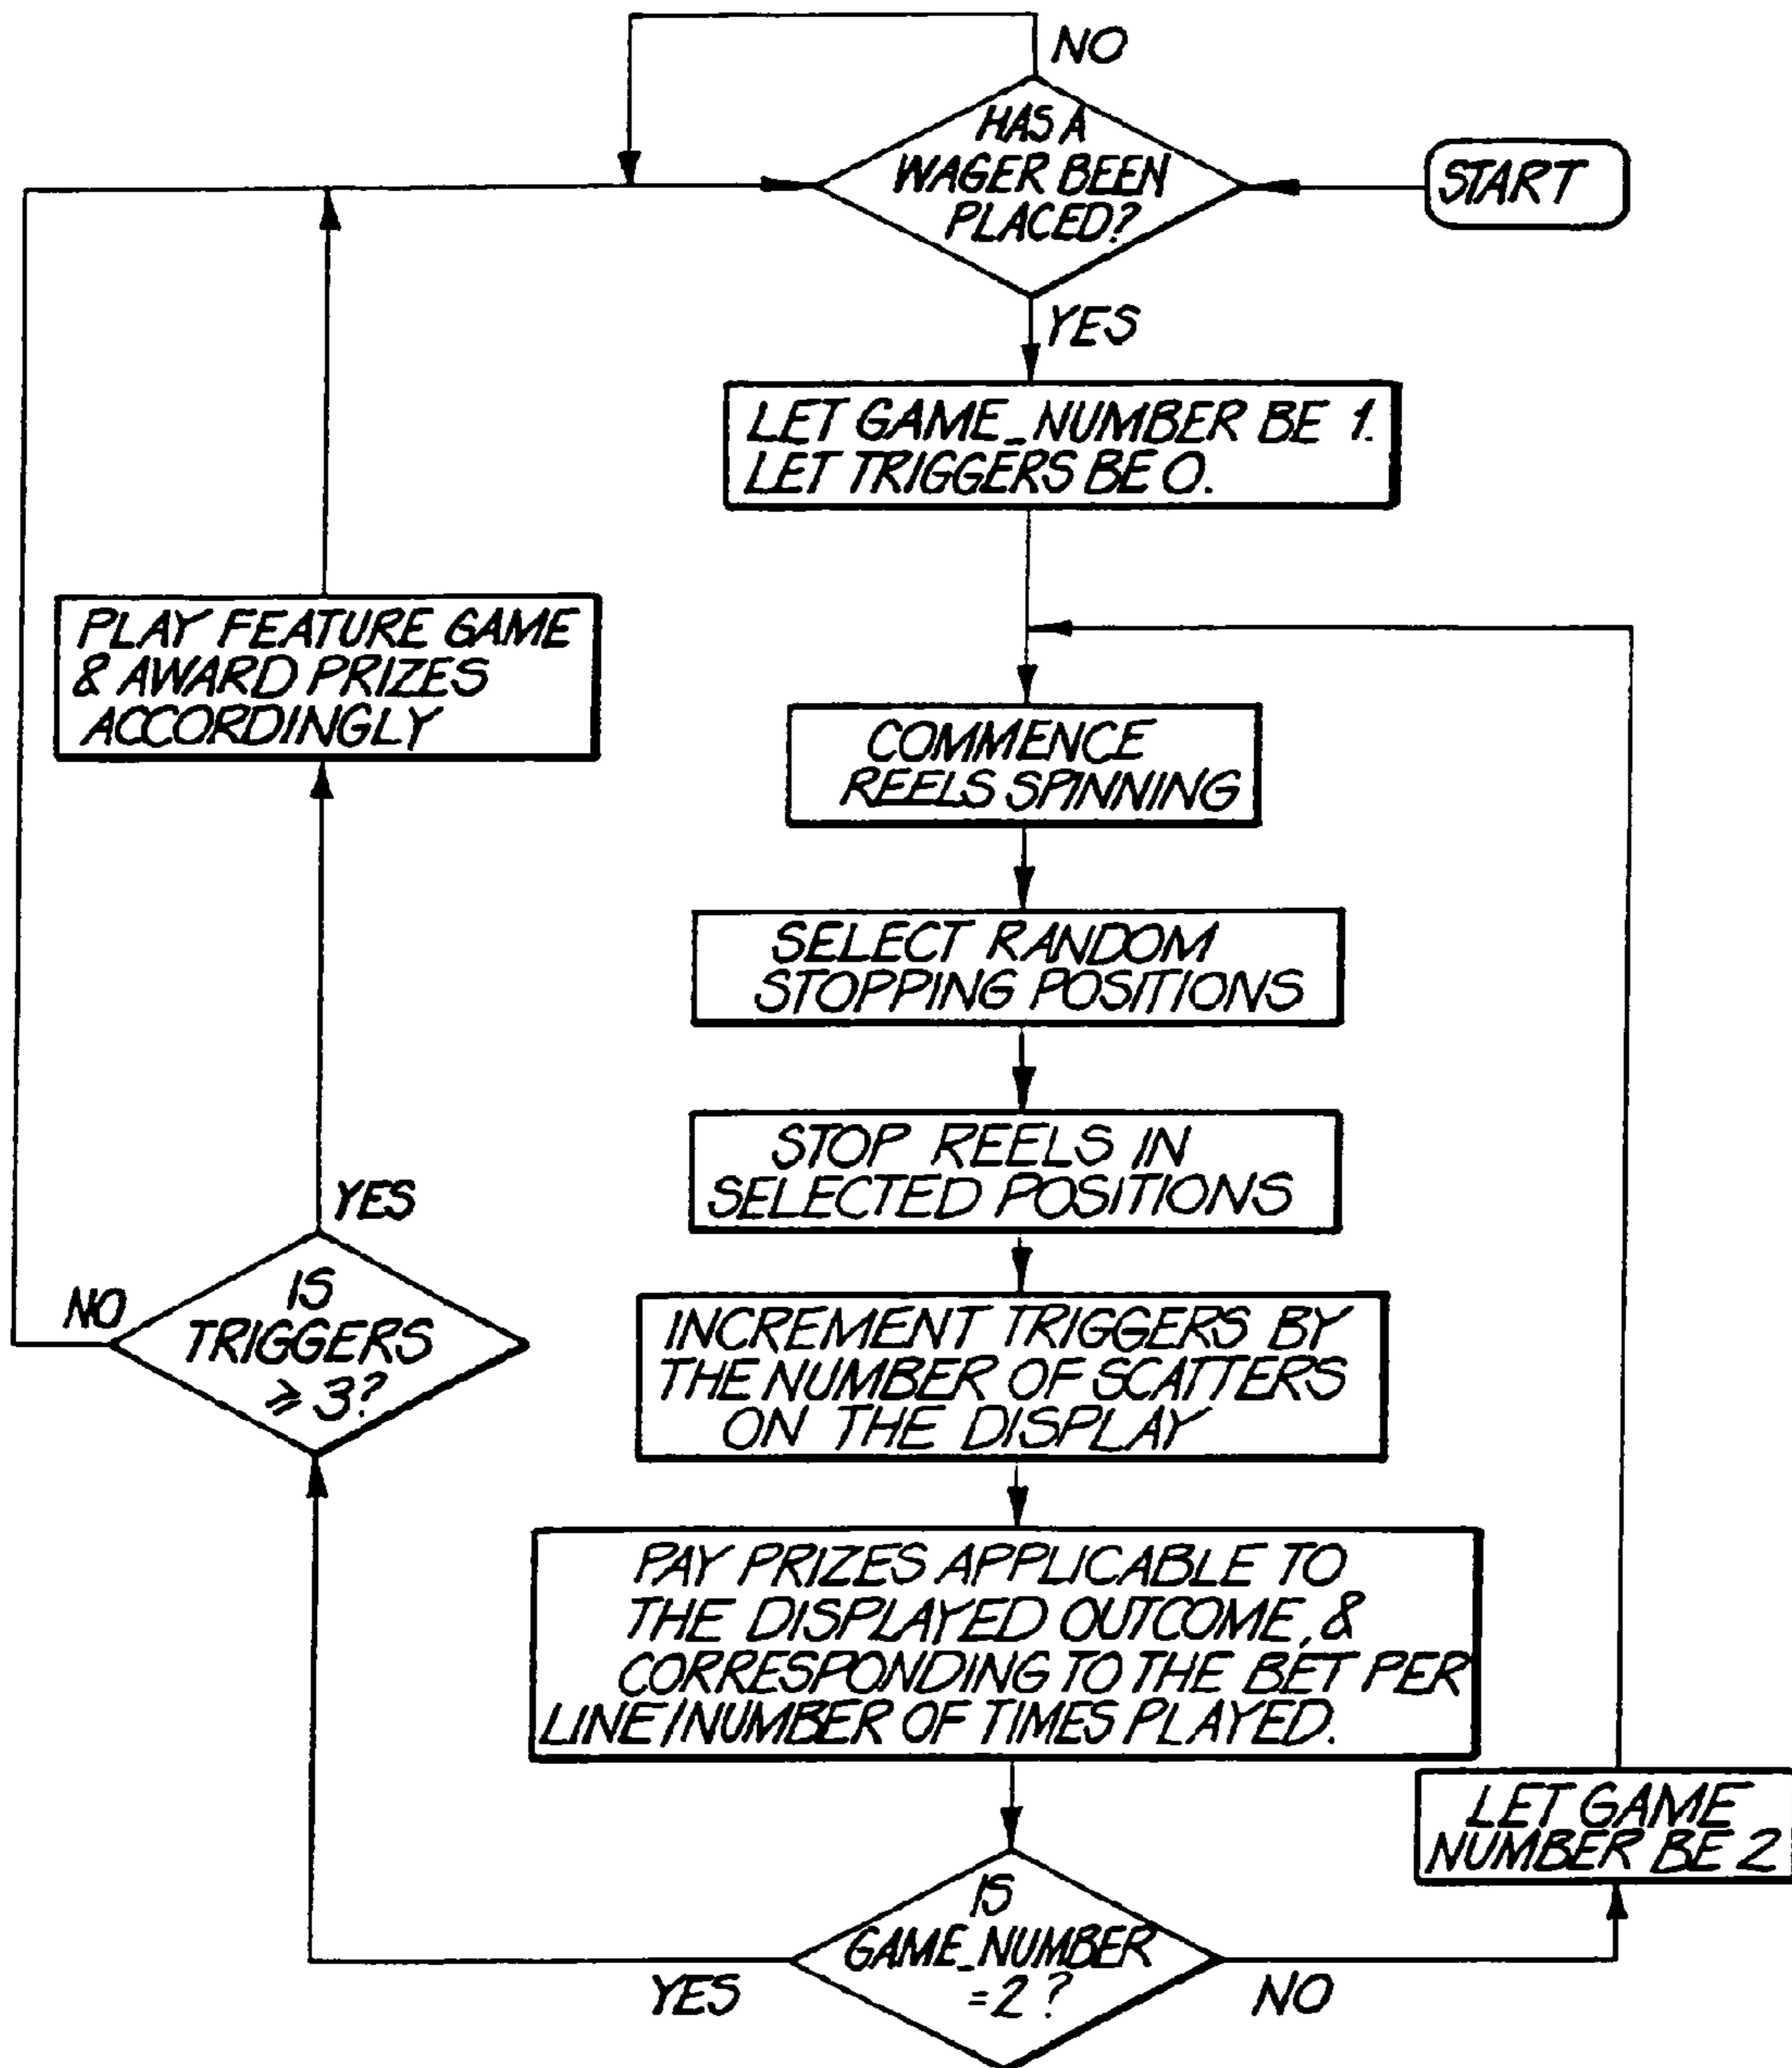 NO
HAS A
WAGER BEEN
PLACED?
START
YES
LET GAME_NUMBER BE 1.
LET TRIGGERS BE 0.
PLAY FEATURE GAME
& AWARD PRIZES
ACCORDINGLY
COMMENCE
REELS SPINNING
SELECT RANDOM
STOPPING POSITIONS
STOP REELS IN
SELECTED POSITIONS
YES
NO
IS
TRIGGERS
≥ 3?
INCREMENT TRIGGERS BY
THE NUMBER OF SCATTERS
ON THE DISPLAY
PAY PRIZES APPLICABLE TO
THE DISPLAYED OUTCOME, &
CORRESPONDING TO THE BET PER
LINE/NUMBER OF TIMES PLAYED.
LET GAME
NUMBER BE 2
IS
GAME_NUMBER
=2?
YES
NO